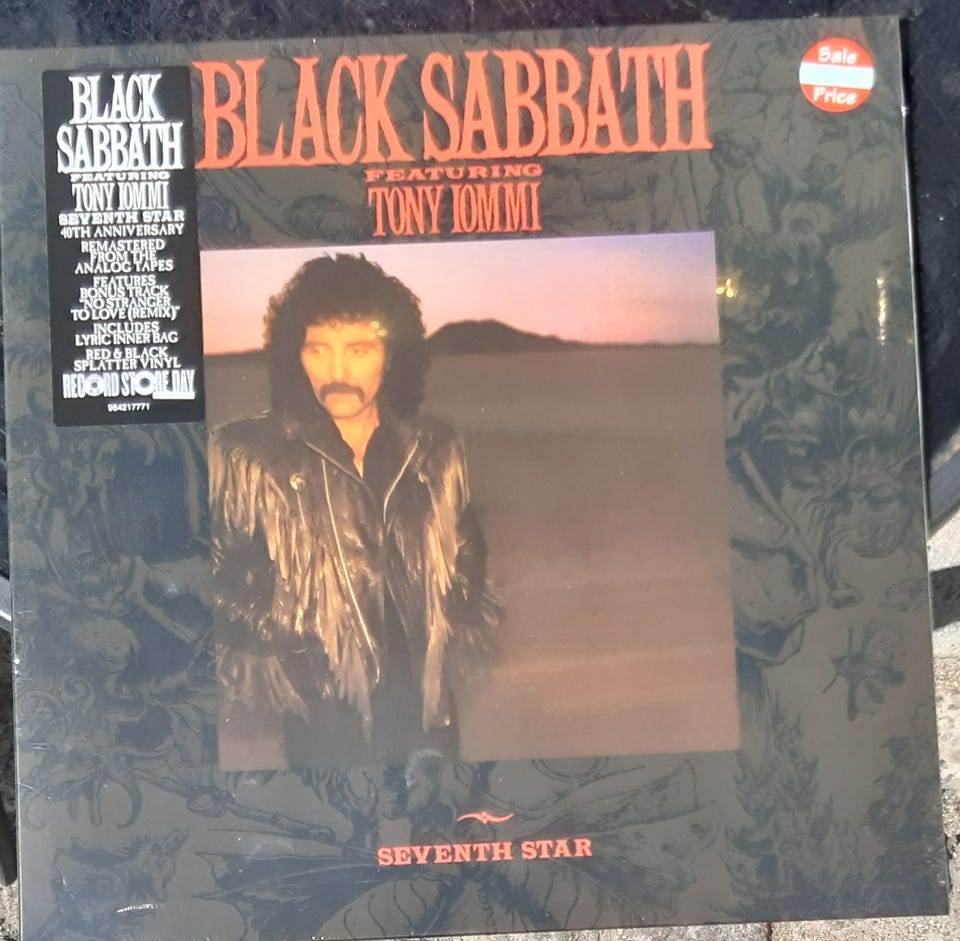 BLACK SABBATH
FEATURING
TONY IOMMI
Sale
Price
BLACK
SABBATH
FEATURING
TONY IOMMI
SEVENTH STAR
40TH ANNIVERSARY
REMASTERED
FROM THE
ANALOG TAPES
FEATURES
BONUS TRACK
"NO STRANGER
TO LOVE (REMIX)"
INCLUDES
LYRIC INNER BAG
RED & BLACK
SPLATTER VINYL
RECORD STORE DAY
964217771
SEVENTH STAR